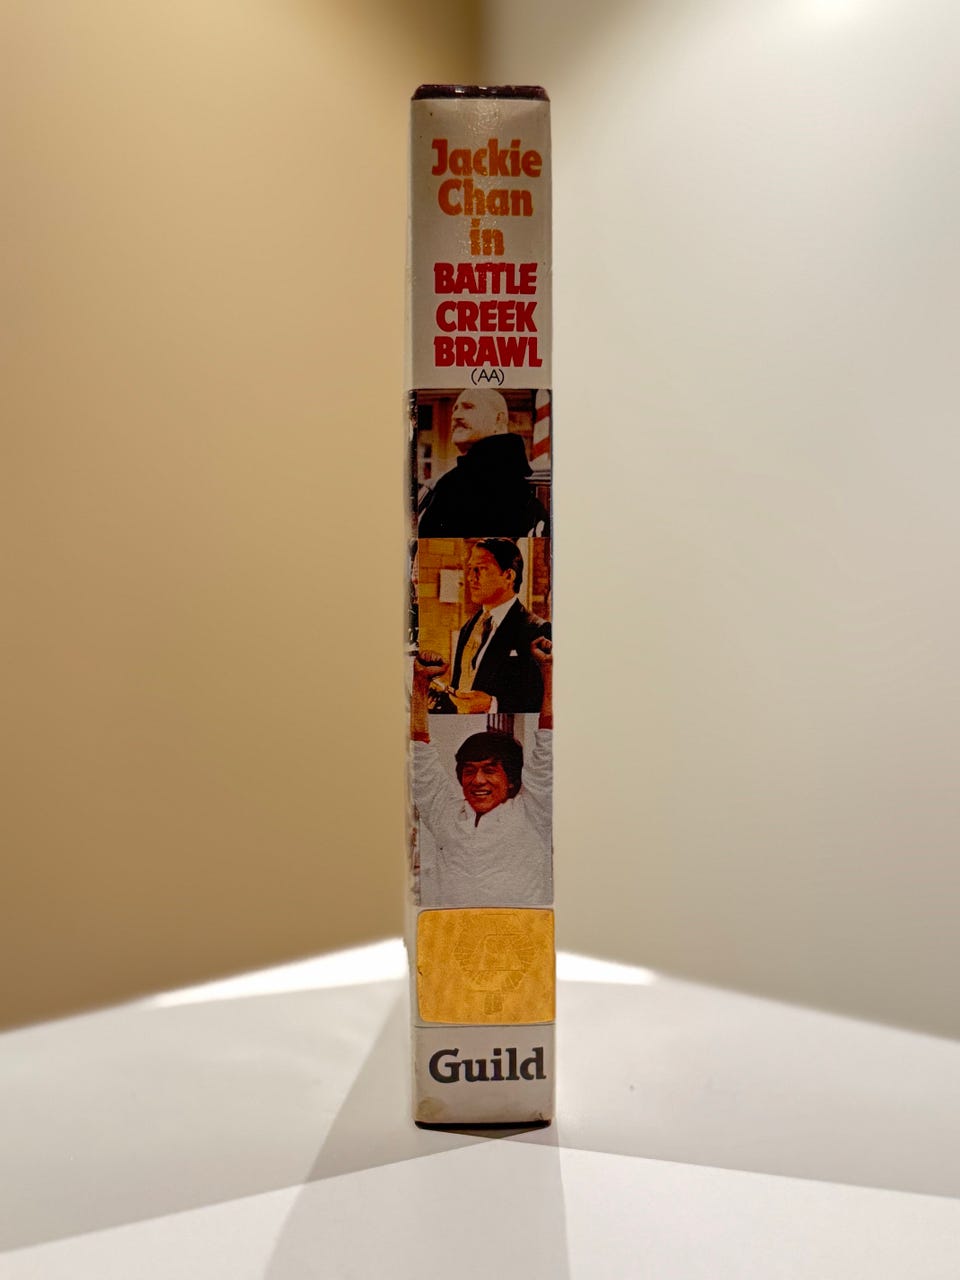 Jackie
Chan
in
BATTLE
CREEK
BRAWL
(AA)
Guild